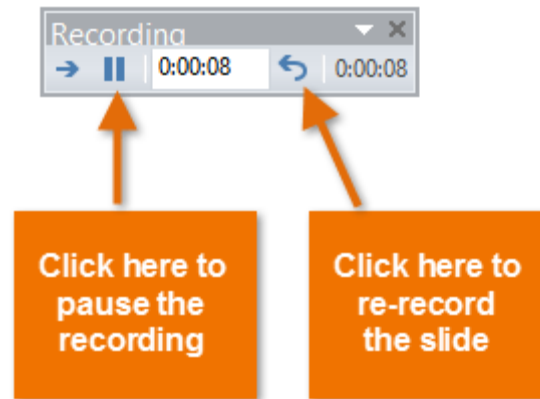 Recording
0:00:08 0:00:08
Click here to
pause the
recording
Click here to
re-record
the slide